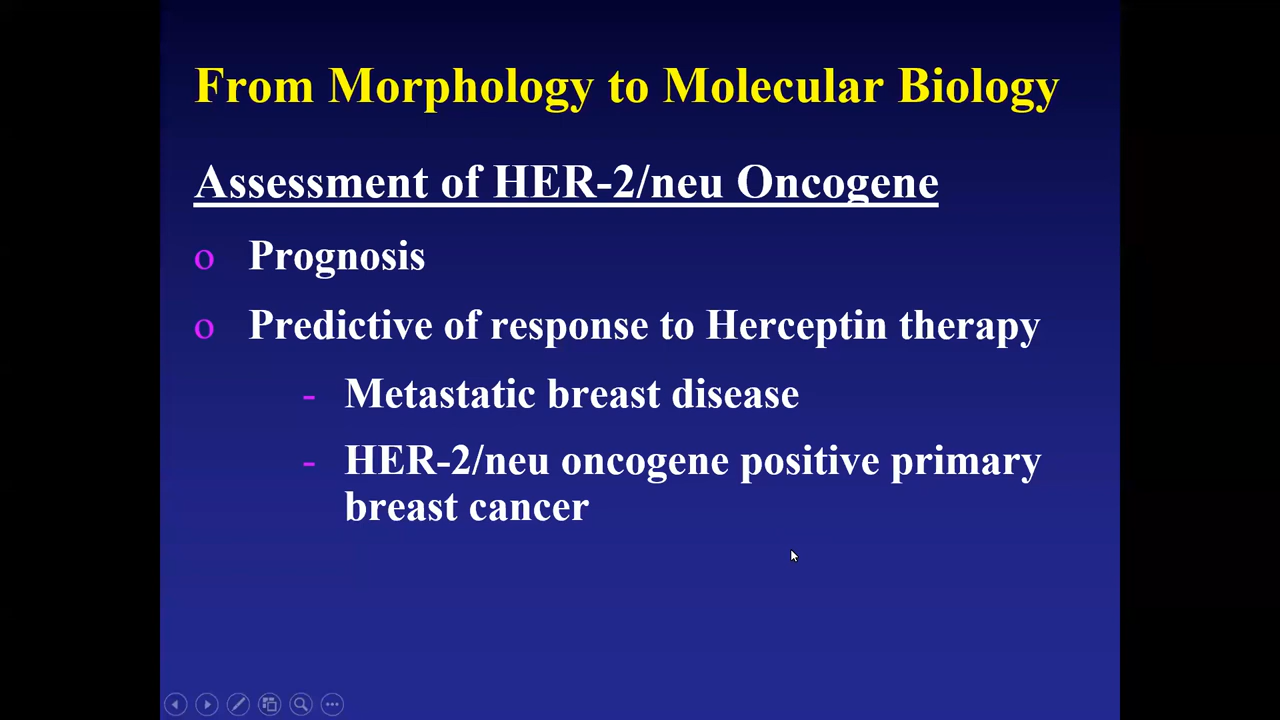 From Morphology to Molecular Biology
Assessment of HER-2/neu Oncogene
o Prognosis
o Predictive of response to Herceptin therapy
- Metastatic breast disease
- HER-2/neu oncogene positive primary
breast cancer